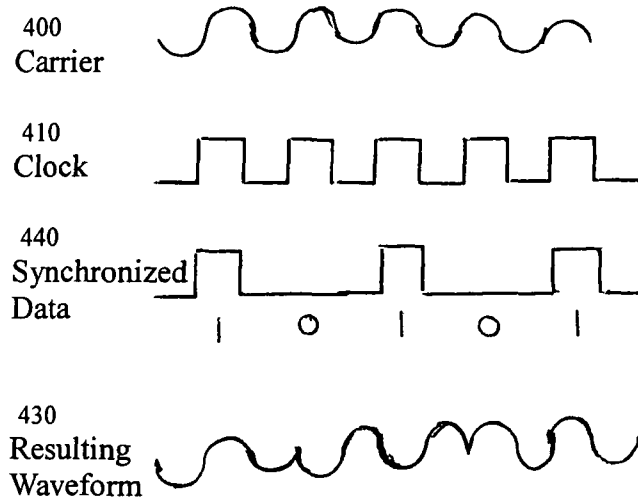 400
Carrier
410
Clock
440
Synchronized
Data
1 0 1 0 1
430
Resulting
Waveform